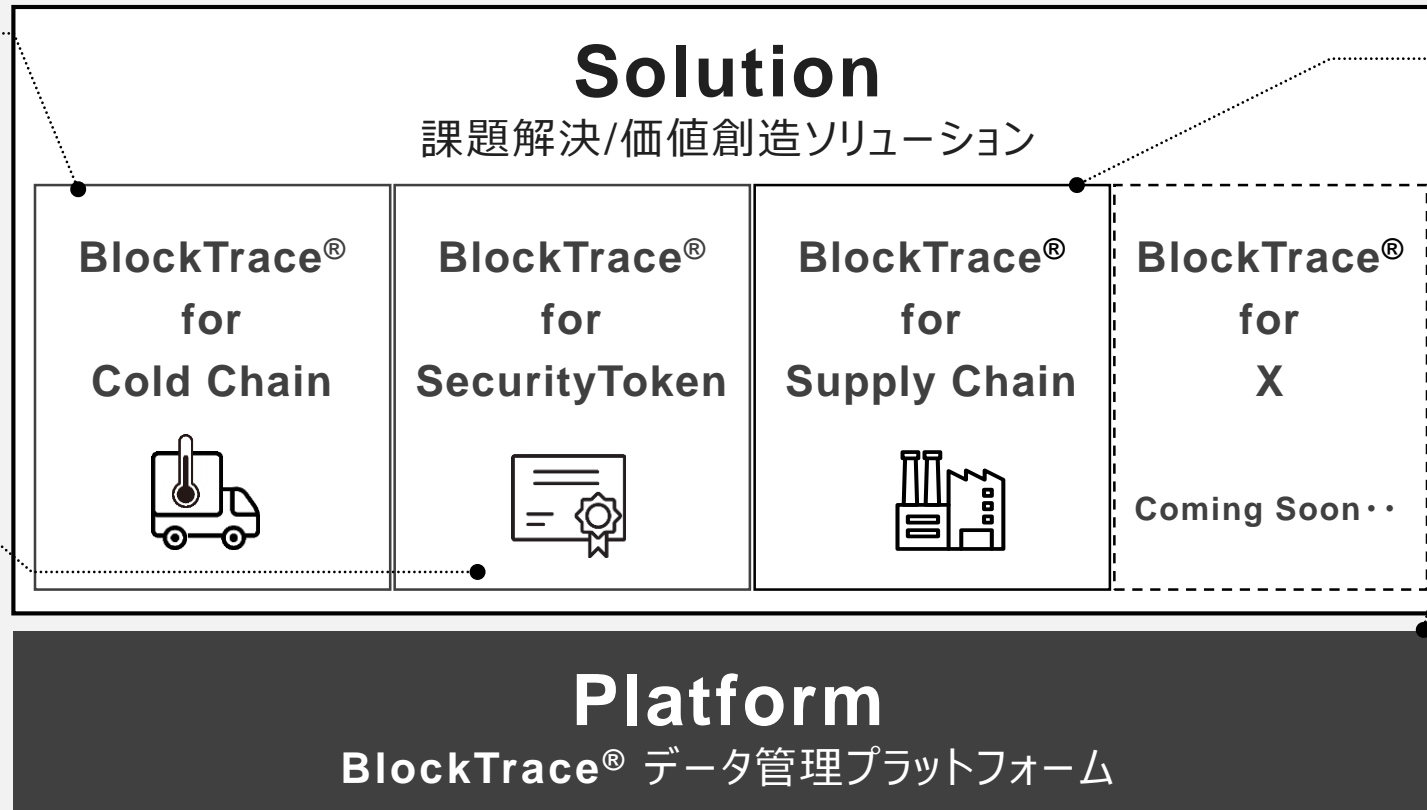 Solution
課題解決/価値創造ソリューション
BlockTrace®
for
Cold Chain
BlockTrace®
for
SecurityToken
BlockTrace®
for
Supply Chain
BlockTrace®
for
X
Coming Soon・・
Platform
BlockTrace® データ管理プラットフォーム